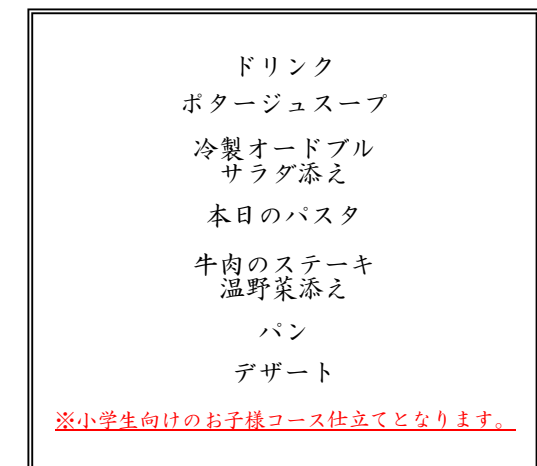 ドリンク
ポタージュスープ
冷製オードブル
サラダ添え
本日のパスタ
牛肉のステーキ
温野菜添え
パン
デザート
※小学生向けのお子様コース仕立てとなります。